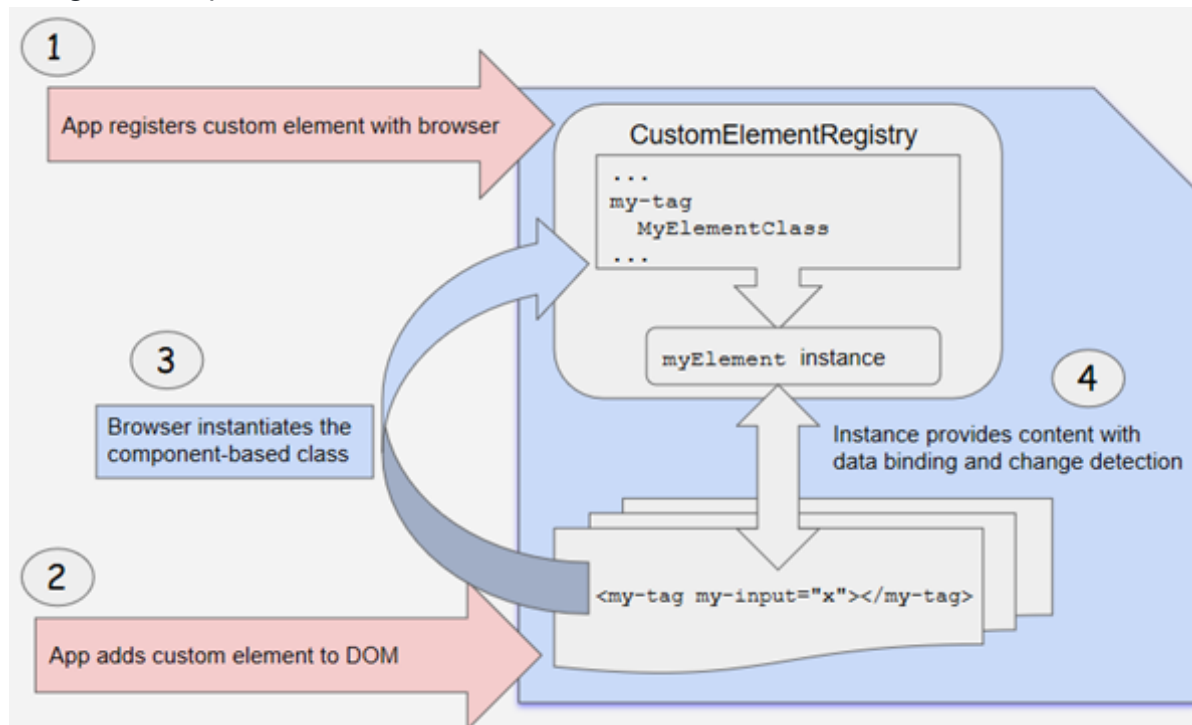 1
App registers custom element with browser
CustomElementRegistry
...
my-tag
MyElementClass
...
myElement instance
3
Browser instantiates the
component-based class
4
Instance provides content with
data binding and change detection
2
<my-tag my-input="x"></my-tag>
App adds custom element to DOM